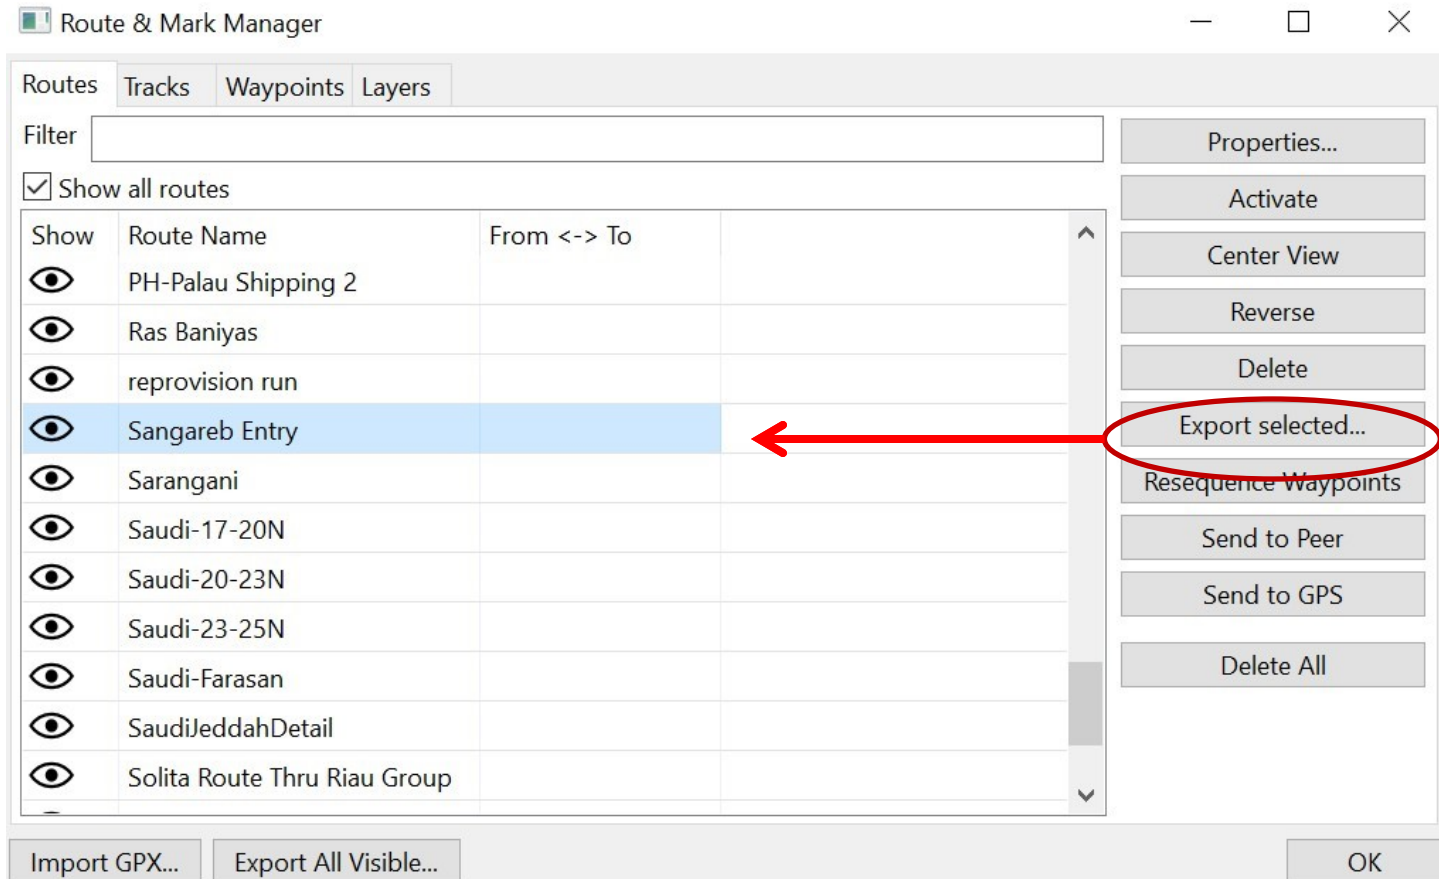 Route & Mark Manager
Routes Tracks Waypoints Layers
Filter
Show all routes
Show Route Name From <-> To
PH-Palau Shipping 2
Ras Baniyas
reprovision run
Sangareb Entry
Sarangani
Saudi-17-20N
Saudi-20-23N
Saudi-23-25N
Saudi-Farasan
SaudiJeddahDetail
Solita Route Thru Riau Group
Properties...
Activate
Center View
Reverse
Delete
Export selected...
Resequence Waypoints
Send to Peer
Send to GPS
Delete All
Import GPX... Export All Visible... OK